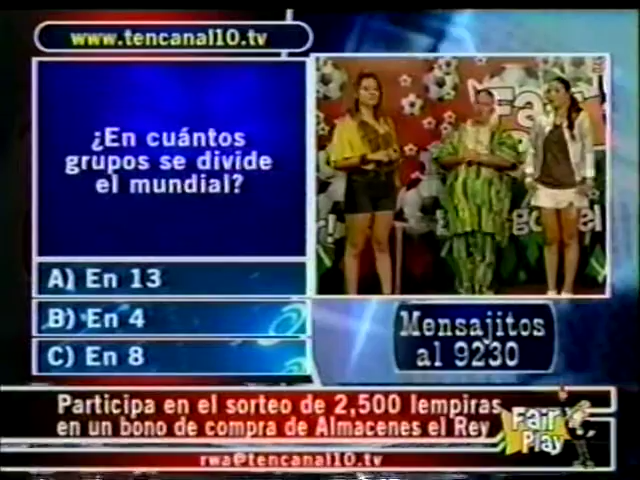 www.tencanal10.tv
¿En cuántos
grupos se divide
el mundial?
A) En 13
B) En 4
C) En 8
Mensajitos
al 9230
Participa en el sorteo de 2,500 lempiras
en un bono de compra de Almacenes el Rey
Fair
Play
rwa@tencanal10.tv